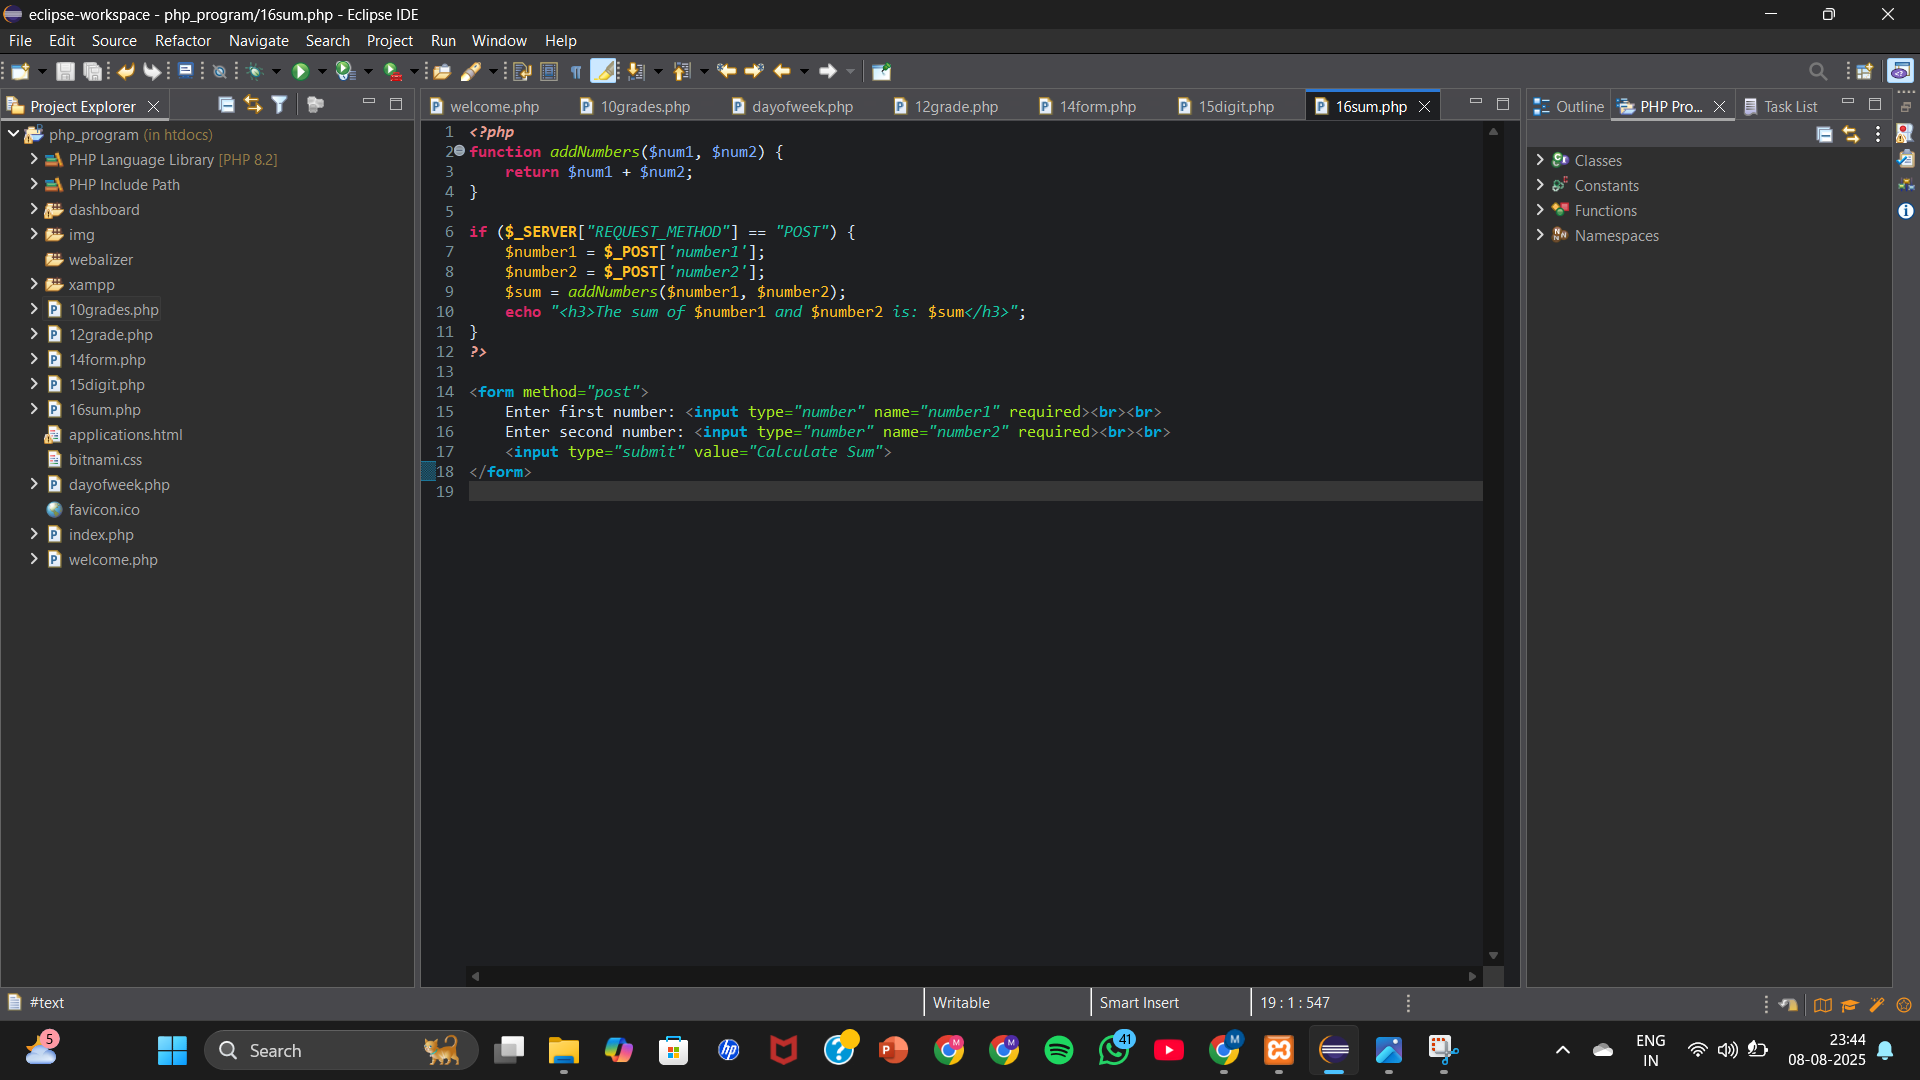 eclipse-workspace - php_program/16sum.php - Eclipse IDE
File Edit Source Refactor Navigate Search Project Run Window Help
Project Explorer
php_program (in htdocs)
PHP Language Library [PHP 8.2]
PHP Include Path
dashboard
img
webalizer
xampp
10grades.php
12grade.php
14form.php
15digit.php
16sum.php
applications.html
bitnami.css
dayofweek.php
favicon.ico
index.php
welcome.php
welcome.php 10grades.php dayofweek.php 12grade.php 14form.php 15digit.php 16sum.php
1 <?php
2 function addNumbers($num1, $num2) {
3     return $num1 + $num2;
4 }
5
6 if ($_SERVER["REQUEST_METHOD"] == "POST") {
7     $number1 = $_POST['number1'];
8     $number2 = $_POST['number2'];
9     $sum = addNumbers($number1, $number2);
10     echo "<h3>The sum of $number1 and $number2 is: $sum</h3>";
11 }
12 ?>
13
14 <form method="post">
15     Enter first number: <input type="number" name="number1" required><br><br>
16     Enter second number: <input type="number" name="number2" required><br><br>
17     <input type="submit" value="Calculate Sum">
18 </form>
19
Outline PHP Pro... Task List
Classes
Constants
Functions
Namespaces
#text
Writable Smart Insert 19 : 1 : 547
5
Search
41
ENG
IN
23:44
08-08-2025